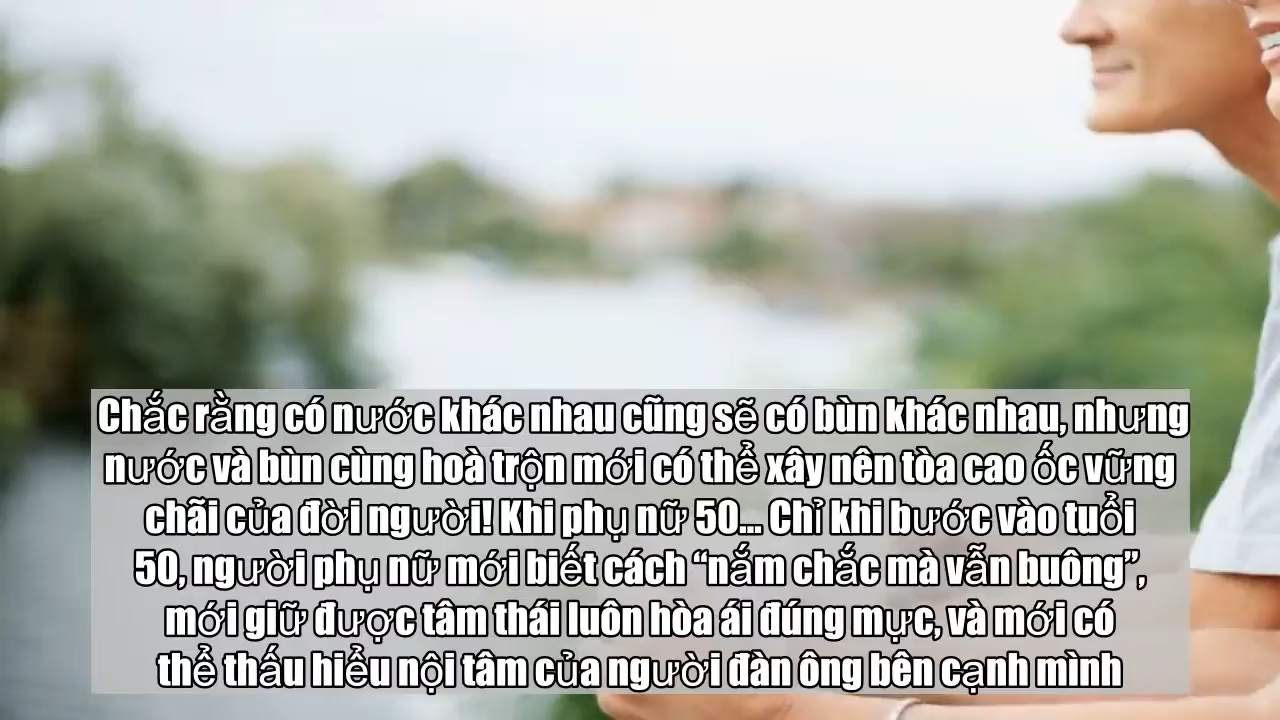 Chắc rằng có nước khác nhau cũng sẽ có bùn khác nhau, nhưng
nước và bùn cùng hoà trộn mới có thể xây nên tòa cao ốc vững
chãi của đời người! Khi phụ nữ 50... Chỉ khi bước vào tuổi
50, người phụ nữ mới biết cách “nắm chắc mà vẫn buông”,
mới giữ được tâm thái luôn hòa ái đúng mực, và mới có
thể thấu hiểu nội tâm của người đàn ông bên cạnh mình